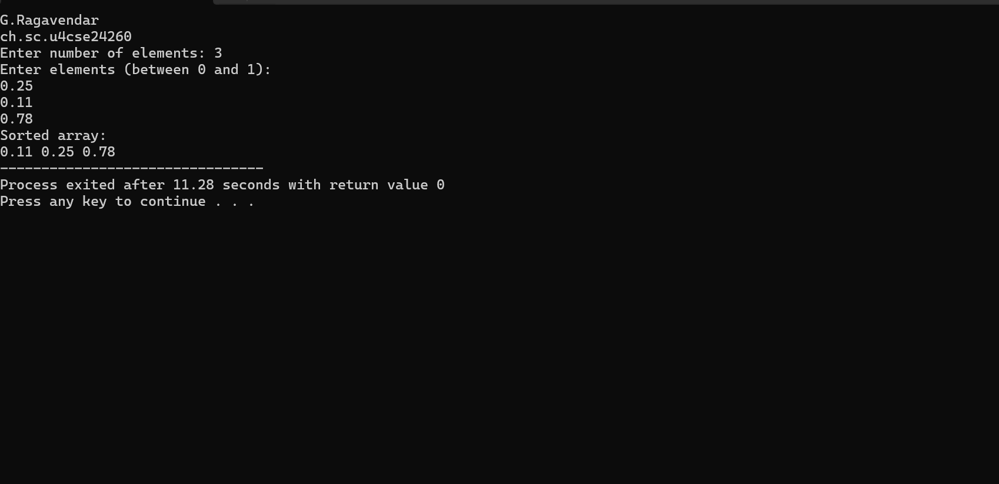 G.Ragavendar
ch.sc.u4cse24260
Enter number of elements: 3
Enter elements (between 0 and 1):
0.25
0.11
0.78
Sorted array:
0.11 0.25 0.78
--------------------------------
Process exited after 11.28 seconds with return value 0
Press any key to continue . . .